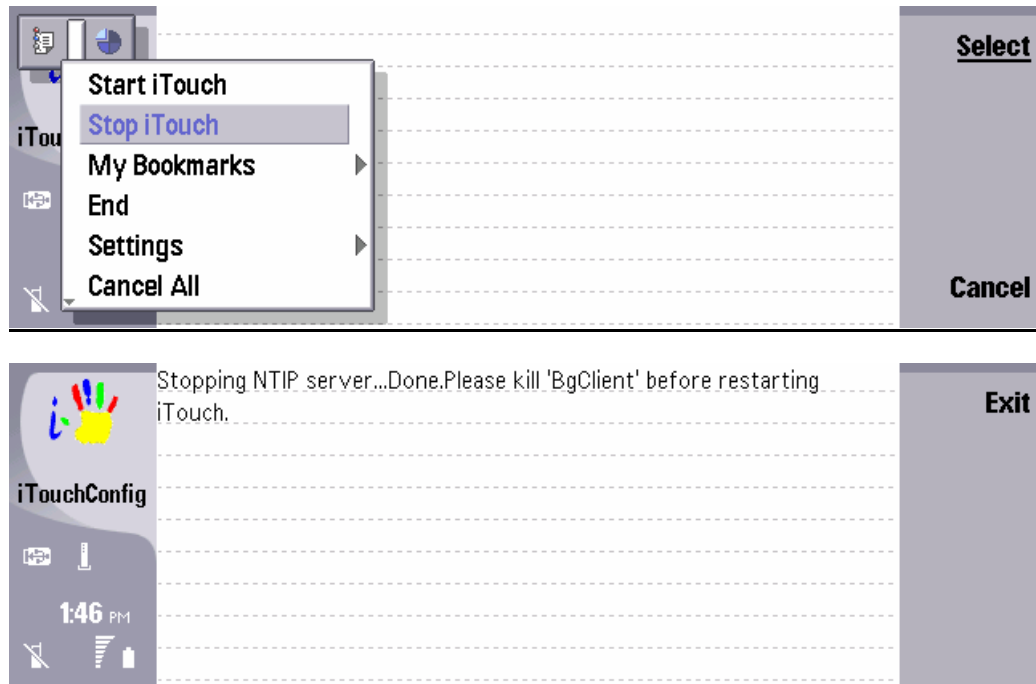 Select
Start iTouch
Stop iTouch
iTou
My Bookmarks
End
Settings
Cancel All
Cancel
Stopping NTIP server...Done.Please kill 'BgClient' before restarting
iTouch.
Exit
i
iTouchConfig
1:46 PM